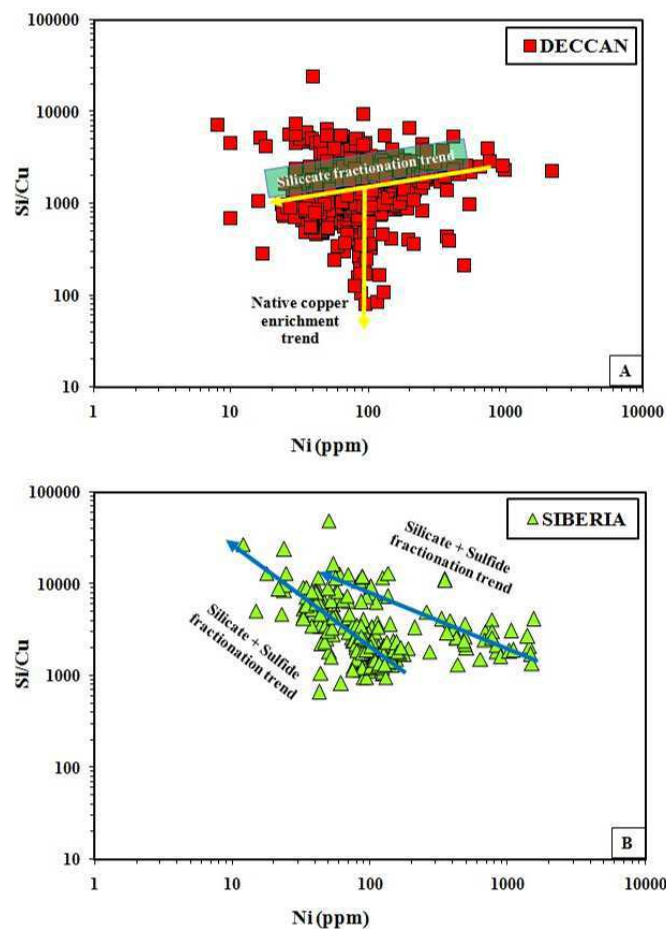 100000
DECCAN
10000
Siliccate fractionation trend
1000
Si/Cu
100
Native copper
enrichment
trend
10
A
1
10
100
1000
10000
Ni (ppm)
100000
SIBERIA
Silicate + Sulfide
fractionation trend
10000
Silicate + Sulfide
fractionation trend
Si/Cu
1000
100
10
B
1
10
100
1000
10000
Ni (ppm)